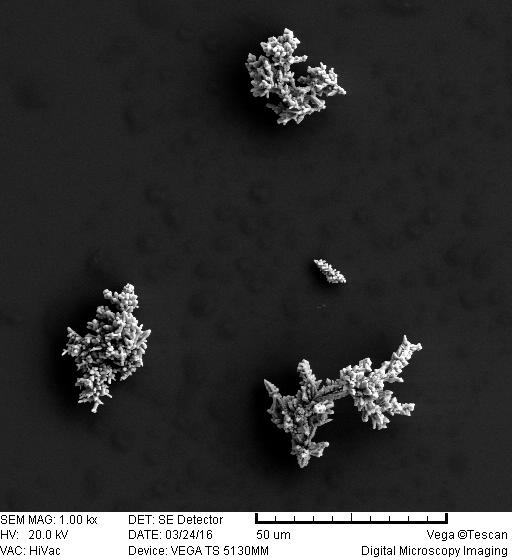 SEM MAG: 1.00 kx DET: SE Detector
HV: 20.0 kV DATE: 03/24/16 50 um Vega ©Tescan
VAC: HiVac Device: VEGA TS 5130MM Digital Microscopy Imaging